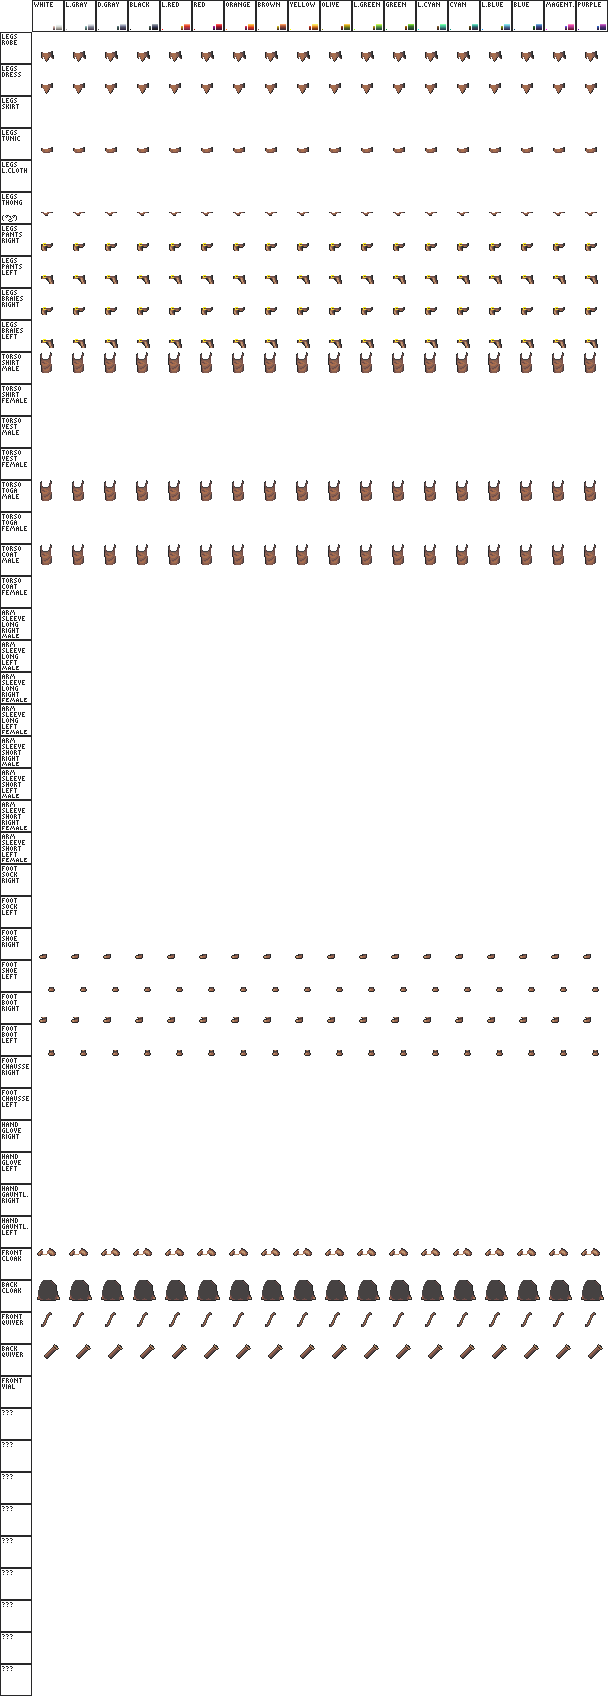 WHITE L.GRAY D.GRAY BLACK L.RED RED ORANGE BROWN YELLOW OLIVE L.GREEN GREEN L.CYAN CYAN L.BLUE BLUE MAGENT. PURPLE
LEGS
ROBE
LEGS
DRESS
LEGS
SKIRT
LEGS
TUNIC
LEGS
L.CLOTH
LEGS
THONG
LEGS
PANTS
RIGHT
LEGS
PANTS
LEFT
LEGS
BRAIES
RIGHT
LEGS
BRAIES
LEFT
TORSO
SHIRT
MALE
TORSO
SHIRT
FEMALE
TORSO
VEST
MALE
TORSO
VEST
FEMALE
TORSO
TOGA
MALE
TORSO
TOGA
FEMALE
TORSO
COAT
MALE
TORSO
COAT
FEMALE
ARM
SLEEVE
LONG
RIGHT
MALE
ARM
SLEEVE
LONG
LEFT
MALE
ARM
SLEEVE
LONG
RIGHT
FEMALE
ARM
SLEEVE
LONG
LEFT
FEMALE
ARM
SLEEVE
SHORT
RIGHT
MALE
ARM
SLEEVE
SHORT
LEFT
MALE
ARM
SLEEVE
SHORT
RIGHT
FEMALE
ARM
SLEEVE
SHORT
LEFT
FEMALE
FOOT
SOCK
RIGHT
FOOT
SOCK
LEFT
FOOT
SHOE
RIGHT
FOOT
SHOE
LEFT
FOOT
BOOT
RIGHT
FOOT
BOOT
LEFT
FOOT
CHAUSSE
RIGHT
FOOT
CHAUSSE
LEFT
HAND
GLOVE
RIGHT
HAND
GLOVE
LEFT
HAND
GAUNTL.
RIGHT
HAND
GAUNTL.
LEFT
FRONT
CLOAK
BACK
CLOAK
FRONT
QUIVER
BACK
QUIVER
FRONT
VIAL
???
???
???
???
???
???
???
???
???